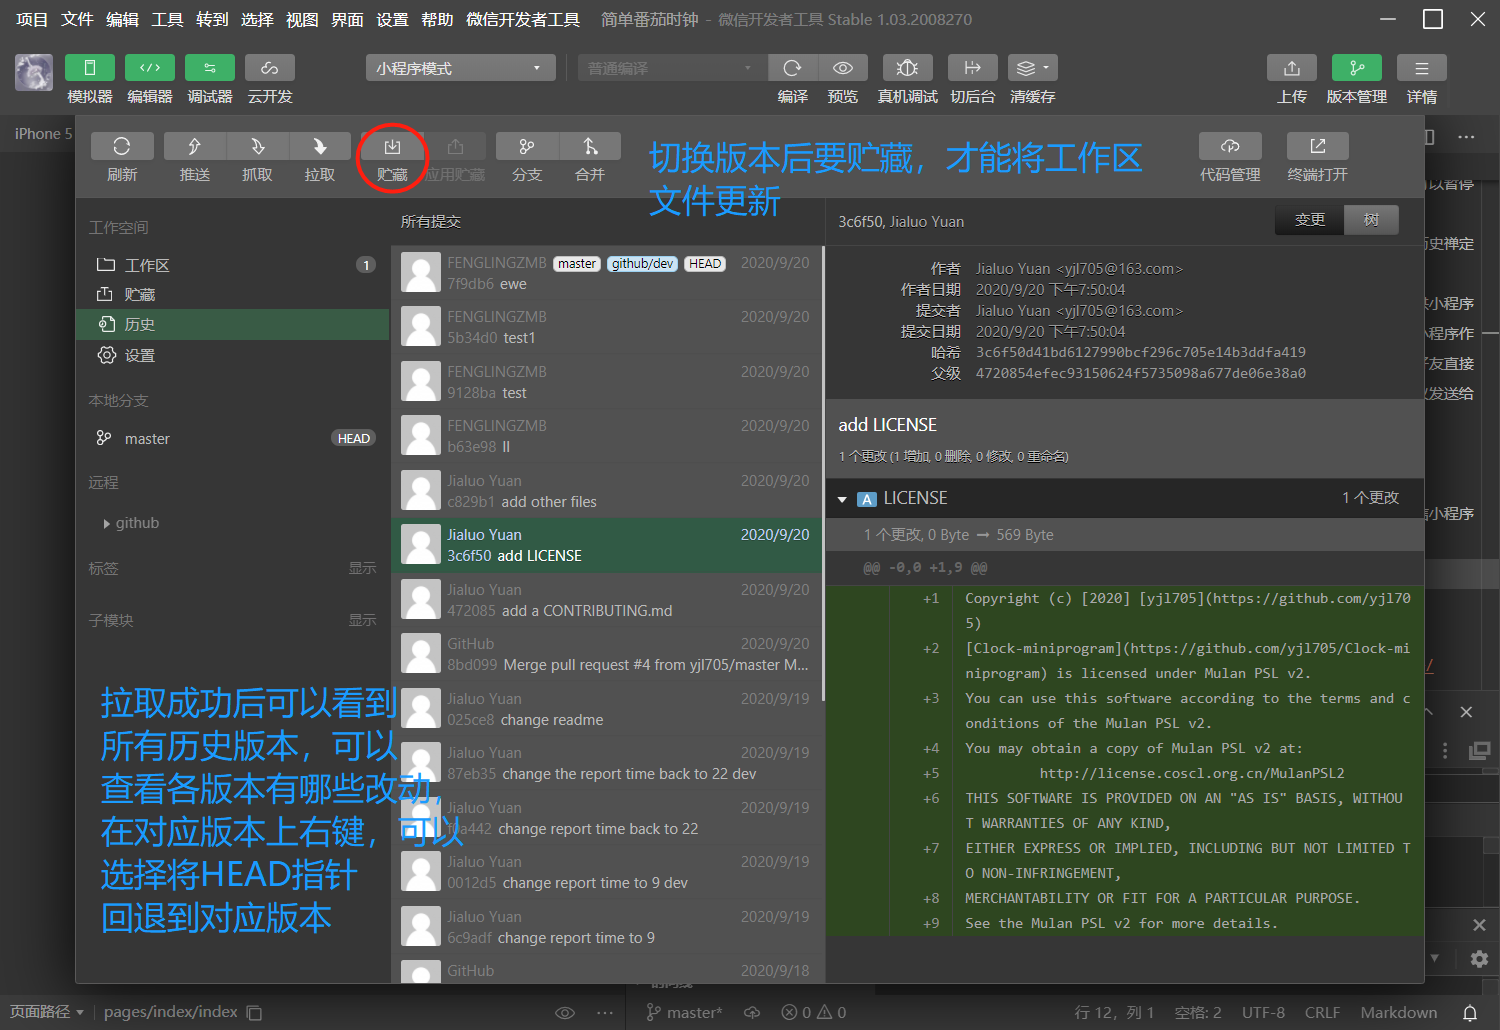 项目 文件 编辑 工具 转到 选择 视图 界面 设置 帮助 微信开发者工具 简单番茄时钟 - 微信开发者工具 Stable 1.03.2008270
小程序模式 普通编译
模拟器 编辑器 调试器 云开发 编译 预览 真机调试 切后台 清缓存 上传 版本管理 详情
iPhone 5
刷新 推送 抓取 拉取 贮藏 应用贮藏 分支 合并 代码管理 终端打开
切换版本后要贮藏，才能将工作区
文件更新
工作空间
工作区 1
贮藏
历史
设置
本地分支
master HEAD
远程
github
标签 显示
子模块 显示
拉取成功后可以看到
所有历史版本，可以
查看各版本有哪些改动，
在对应版本上右键，可以
选择将HEAD指针
回退到对应版本
所有提交
FENGLINGZMB master github/dev HEAD 2020/9/20
7f9db6 ewe
FENGLINGZMB 2020/9/20
5b34d0 test1
FENGLINGZMB 2020/9/20
9128ba test
FENGLINGZMB 2020/9/20
b63e98 ll
Jialuo Yuan 2020/9/20
c829b1 add other files
Jialuo Yuan 2020/9/20
3c6f50 add LICENSE
Jialuo Yuan 2020/9/20
472085 add a CONTRIBUTING.md
GitHub 2020/9/20
8bd099 Merge pull request #4 from yjl705/master M...
Jialuo Yuan 2020/9/19
025ce8 change readme
Jialuo Yuan 2020/9/19
87eb35 change the report time back to 22 dev
Jialuo Yuan 2020/9/19
f0a442 change report time back to 22
Jialuo Yuan 2020/9/19
0012d5 change report time to 9 dev
Jialuo Yuan 2020/9/19
6c9adf change report time to 9
GitHub 2020/9/18
3c6f50, Jialuo Yuan 变更 树
作者 Jialuo Yuan <yjl705@163.com>
作者日期 2020/9/20 下午7:50:04
提交者 Jialuo Yuan <yjl705@163.com>
提交日期 2020/9/20 下午7:50:04
哈希 3c6f50d41bd6127990bcf296c705e14b3ddfa419
父级 4720854efec93150624f5735098a677de06e38a0
add LICENSE
1 个更改 (1 增加, 0 删除, 0 修改, 0 重命名)
A LICENSE 1 个更改
1 个更改, 0 Byte → 569 Byte
@@ -0,0 +1,9 @@
+1 Copyright (c) [2020] [yjl705](https://github.com/yjl70
5)
+2 [Clock-miniprogram](https://github.com/yjl705/Clock-mi
niprogram) is licensed under Mulan PSL v2.
+3 You can use this software according to the terms and c
onditions of the Mulan PSL v2.
+4 You may obtain a copy of Mulan PSL v2 at:
+5 http://license.coscl.org.cn/MulanPSL2
+6 THIS SOFTWARE IS PROVIDED ON AN "AS IS" BASIS, WITHOU
T WARRANTIES OF ANY KIND,
+7 EITHER EXPRESS OR IMPLIED, INCLUDING BUT NOT LIMITED T
O NON-INFRINGEMENT,
+8 MERCHANTABILITY OR FIT FOR A PARTICULAR PURPOSE.
+9 See the Mulan PSL v2 for more details.
以暂停
历史禅定
小程序
小程序作
友直接
发送给
小程序
页面路径 pages/index/index master* 0 0 行 12，列 1 空格: 2 UTF-8 CRLF Markdown